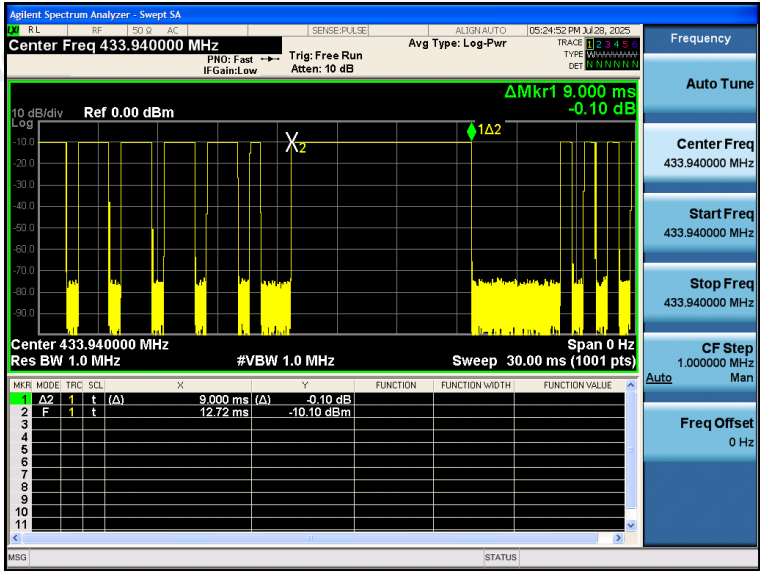 Agilent Spectrum Analyzer - Swept SA
LXI RL RF 50 Ω AC SENSE:PULSE ALIGN AUTO 05:24:52 PM Jul 28, 2025
Center Freq 433.940000 MHz
Avg Type: Log-Pwr
TRACE 1 2 3 4 5 6
PNO: Fast Trig: Free Run
TYPE WWWWWW
IFGain:Low Atten: 10 dB
DET N N N N N N
ΔMkr1 9.000 ms
-0.10 dB
10 dB/div Ref 0.00 dBm
Log
1Δ2
-10.0
X2
-20.0
-30.0
-40.0
-50.0
-60.0
-70.0
-80.0
-90.0
Center 433.940000 MHz Span 0 Hz
Res BW 1.0 MHz #VBW 1.0 MHz Sweep 30.00 ms (1001 pts)
MKR MODE TRC SCL X Y FUNCTION FUNCTION WIDTH FUNCTION VALUE
1 Δ2 1 t (Δ) 9.000 ms (Δ) -0.10 dB
2 F 1 t 12.72 ms -10.10 dBm
3
4
5
6
7
8
9
10
11
MSG STATUS
Frequency
Auto Tune
Center Freq
433.940000 MHz
Start Freq
433.940000 MHz
Stop Freq
433.940000 MHz
CF Step
1.000000 MHz
Auto Man
Freq Offset
0 Hz